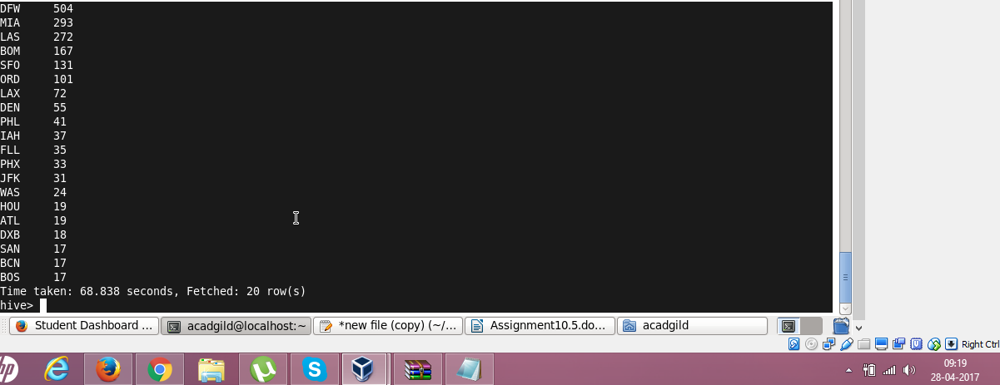 DFW 504
MIA 293
LAS 272
BOM 167
SFO 131
ORD 101
LAX 72
DEN 55
PHL 41
IAH 37
FLL 35
PHX 33
JFK 31
WAS 24
HOU 19
ATL 19
DXB 18
SAN 17
BCN 17
BOS 17
Time taken: 68.838 seconds, Fetched: 20 row(s)
hive>
Student Dashboard ... acadgild@localhost:~ *new file (copy) (~/... Assignment10.5.do... acadgild
Right Ctrl
hp
09:19
28-04-2017